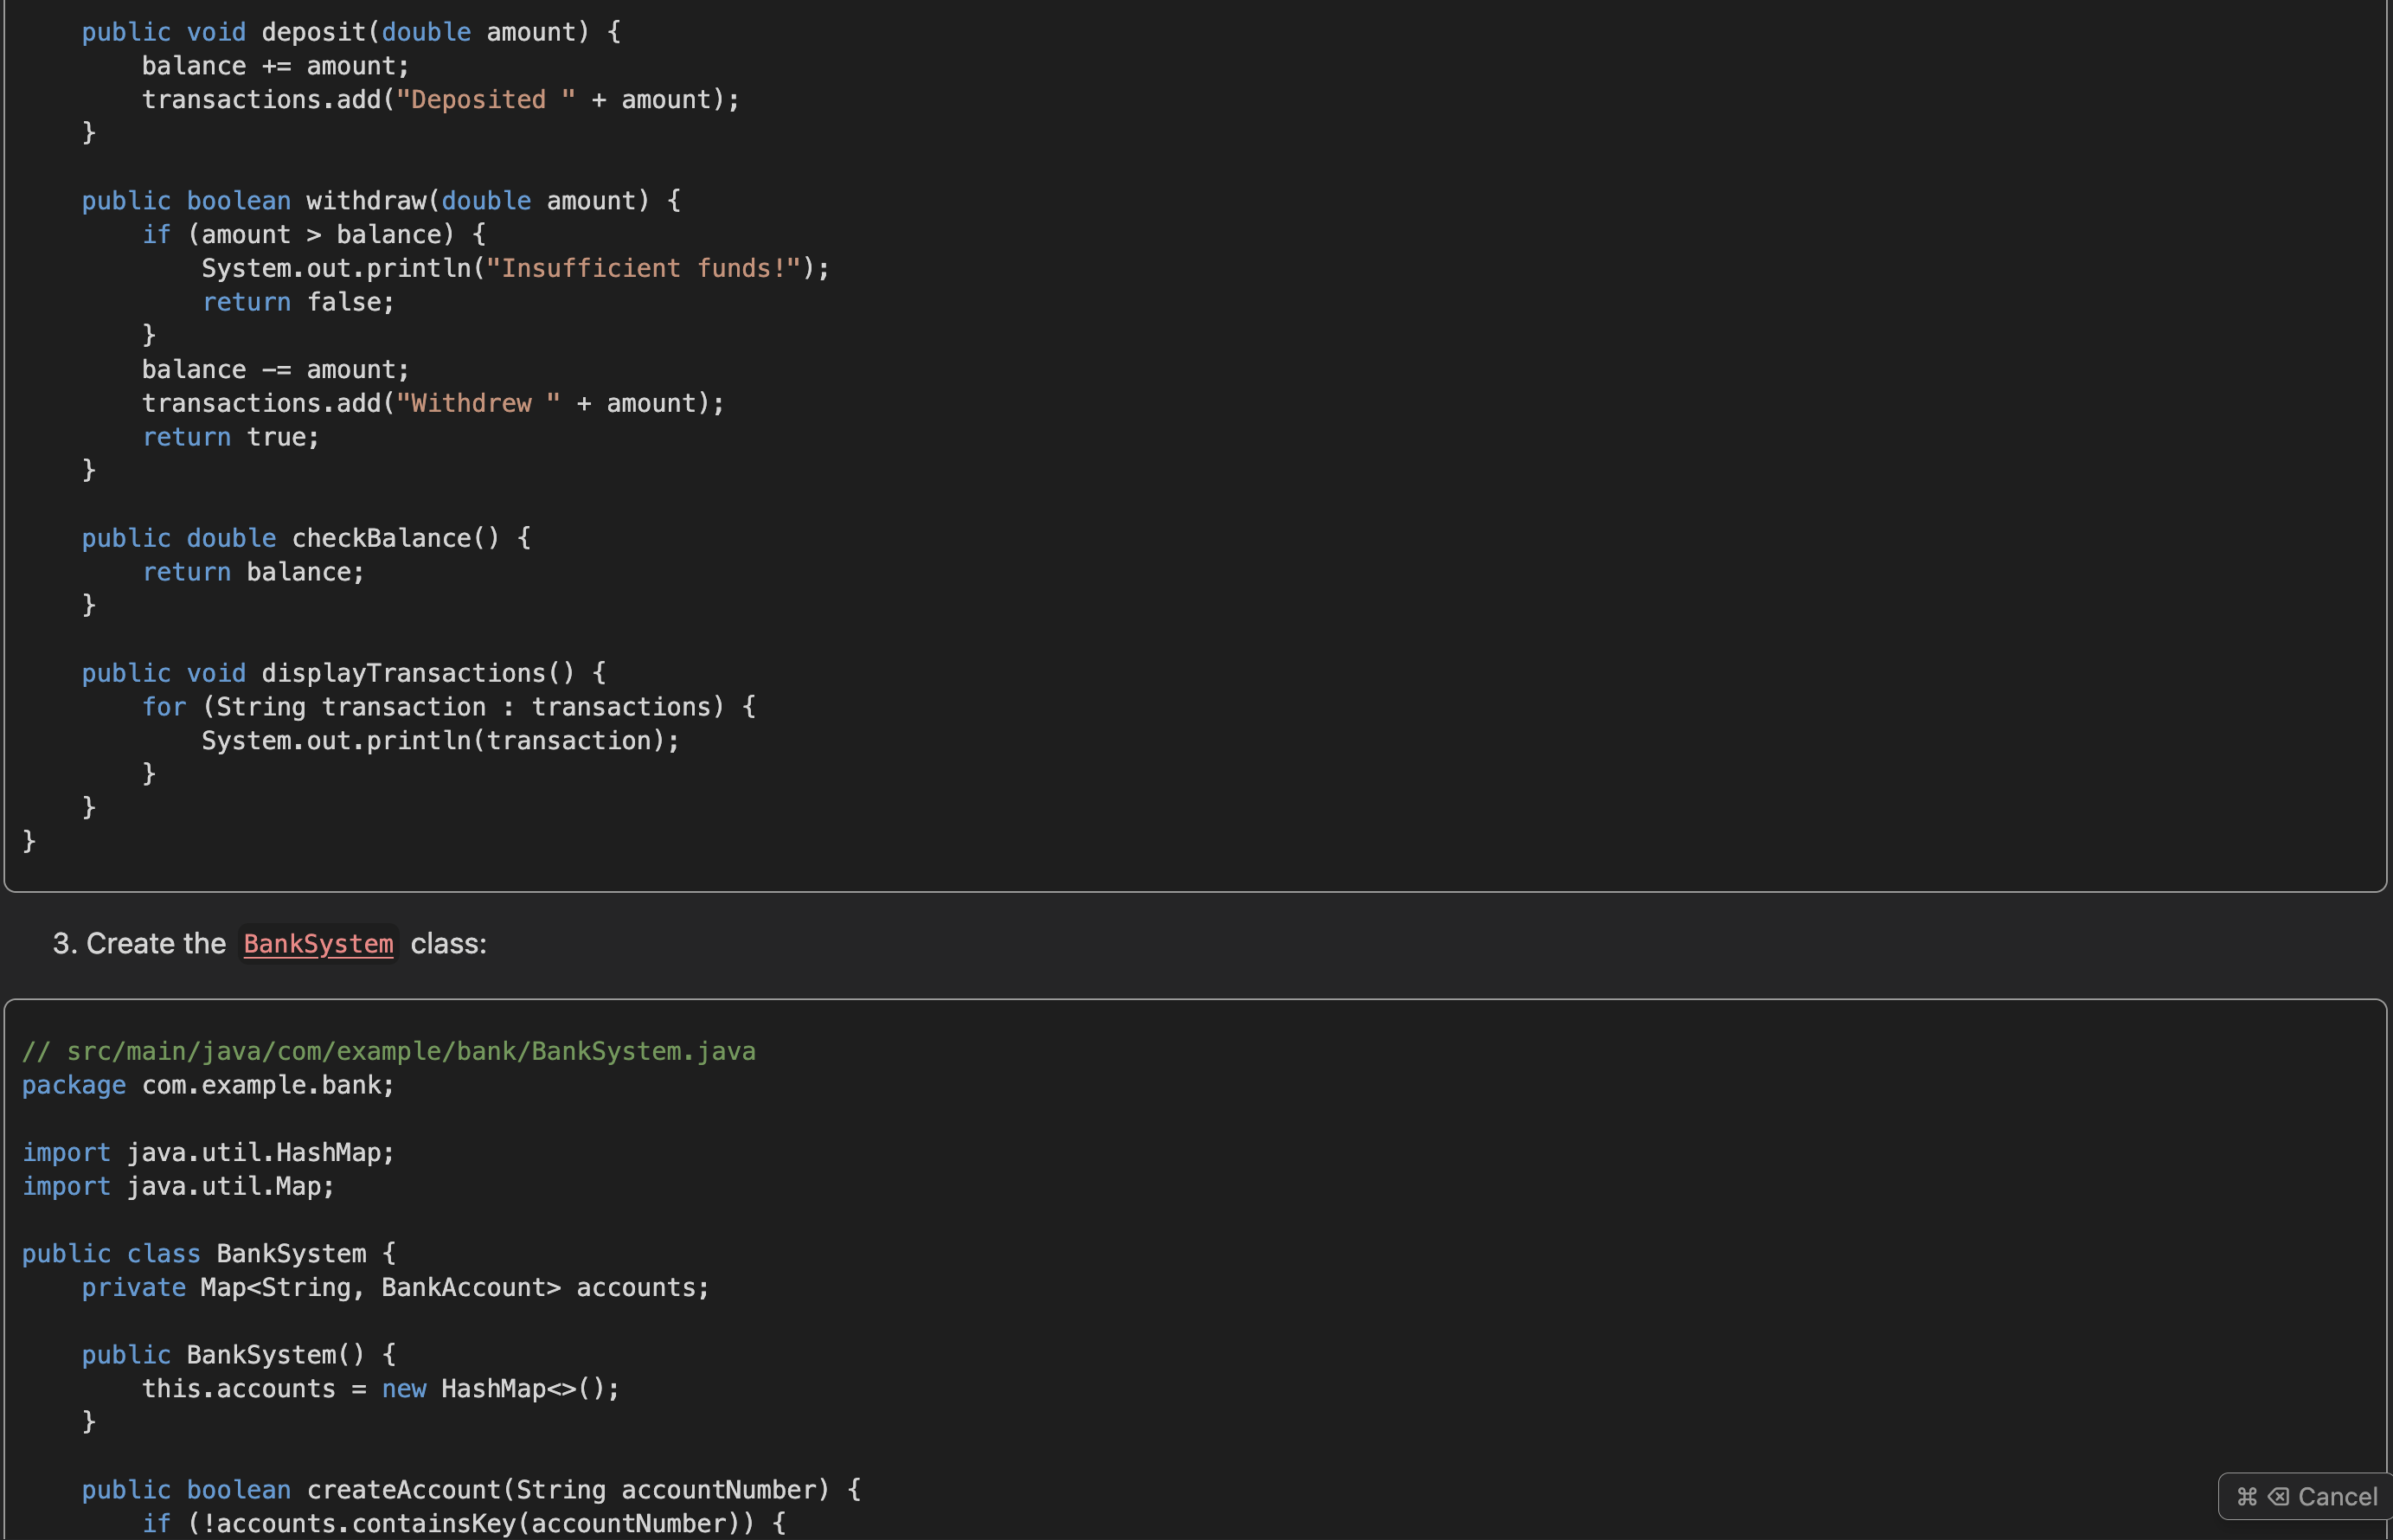 public void deposit(double amount) {
        balance += amount;
        transactions.add("Deposited " + amount);
    }

    public boolean withdraw(double amount) {
        if (amount > balance) {
            System.out.println("Insufficient funds!");
            return false;
        }
        balance -= amount;
        transactions.add("Withdrew " + amount);
        return true;
    }

    public double checkBalance() {
        return balance;
    }

    public void displayTransactions() {
        for (String transaction : transactions) {
            System.out.println(transaction);
        }
    }
}

3. Create the BankSystem class:

// src/main/java/com/example/bank/BankSystem.java
package com.example.bank;

import java.util.HashMap;
import java.util.Map;

public class BankSystem {
    private Map<String, BankAccount> accounts;

    public BankSystem() {
        this.accounts = new HashMap<>();
    }

    public boolean createAccount(String accountNumber) {
        if (!accounts.containsKey(accountNumber)) {
⌘ ⌫ Cancel